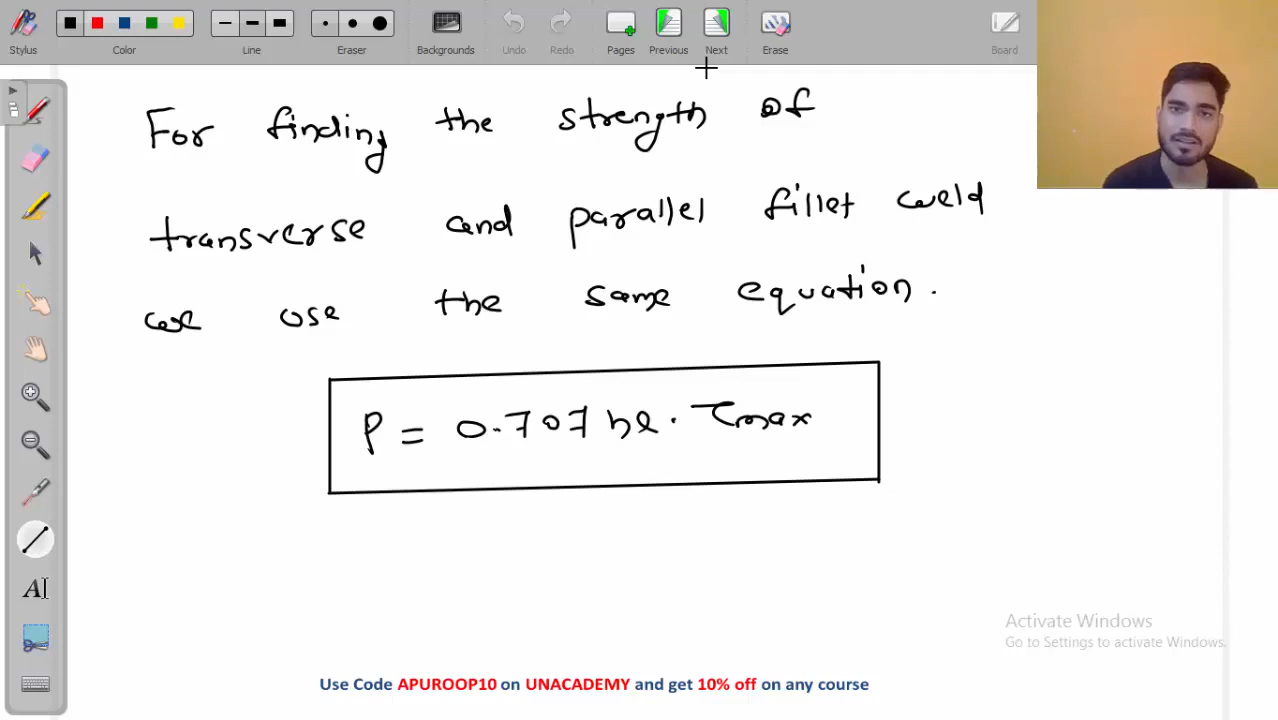 Stylus
Color
Line
Eraser
Backgrounds
Undo
Redo
Pages
Previous
Next
Erase
Board
For finding the strength of
transverse and parallel fillet weld
we use the same equation.
P = 0.707 hl. τmax
AI
Activate Windows
Go to Settings to activate Windows.
Use Code APUROOP10 on UNACADEMY and get 10% off on any course